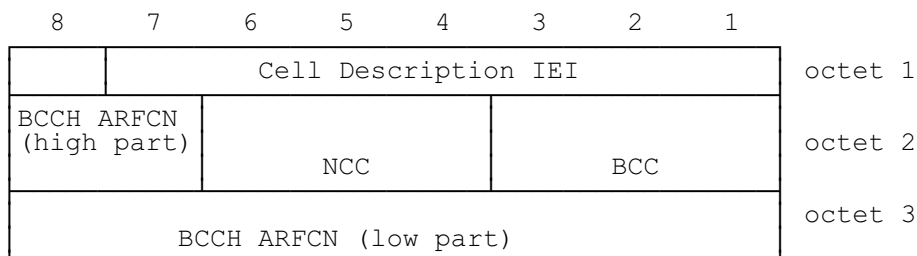 8 7 6 5 4 3 2 1
Cell Description IEI octet 1
BCCH ARFCN
(high part) octet 2
NCC BCC
octet 3
BCCH ARFCN (low part)